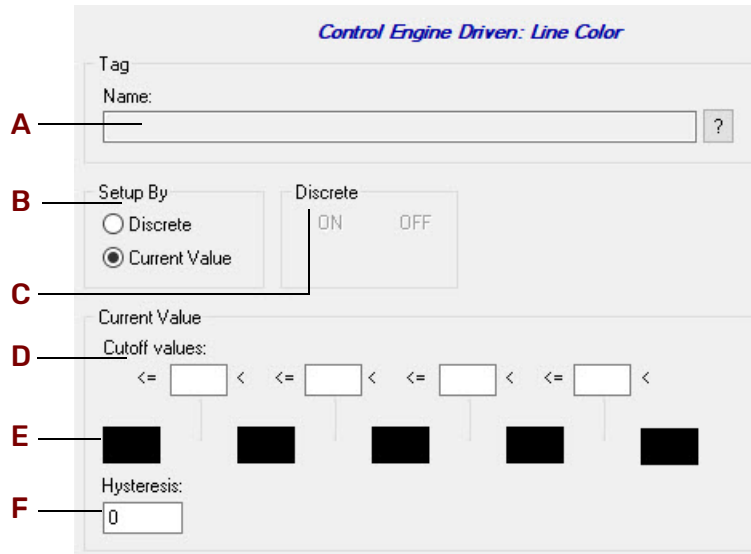 Control Engine Driven: Line Color
Tag
Name:
A
?
B
Setup By
Discrete
Discrete
ON OFF
Current Value
C
Current Value
D
Cutoff values:
<= < <= < <= < <= <
E
Hysteresis:
F
0